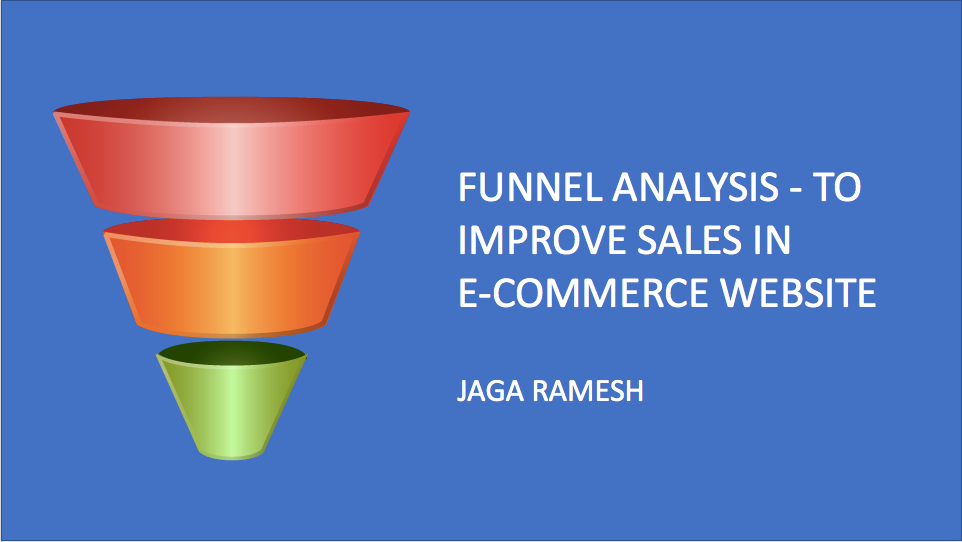 FUNNEL ANALYSIS - TO
IMPROVE SALES IN
E-COMMERCE WEBSITE
JAGA RAMESH